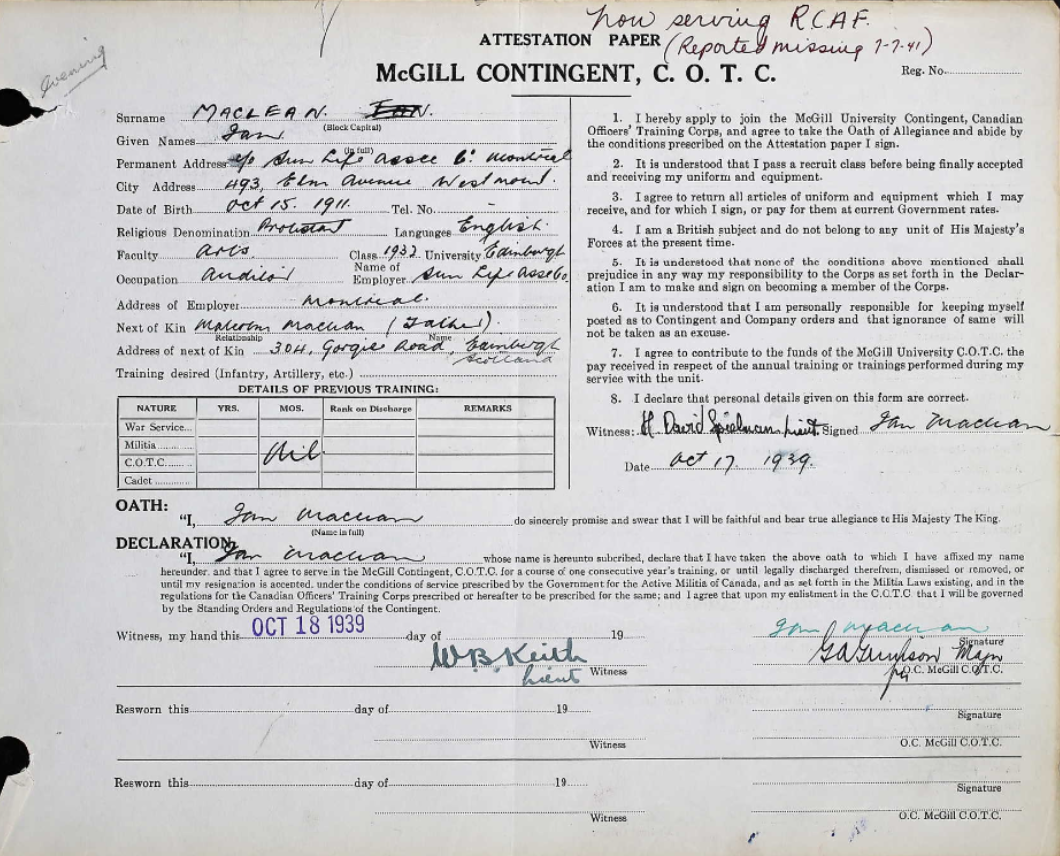 now serving R.C.A.F.
ATTESTATION PAPER (Reported missing 7-7-41)
McGILL CONTINGENT, C. O. T. C.
Reg. No.
evening
Surname MACLEAN. IAN.
(Block Capital)
Given Names Ian
(in full)
Permanent Address c/o Sun Life Assce Co. Montreal
City Address 493, Elm Avenue Westmount.
Date of Birth Oct 15. 1911. Tel. No. -
Religious Denomination Protestant Languages English.
Faculty Arts Class 1932 University Edinburgh
Occupation Auditor Name of Employer Sun Life Assce Co.
Address of Employer Montreal.
Next of Kin Malcolm Maclean (Father).
Relationship Name
Address of next of Kin 304, Gorgie Road, Edinburgh
Scotland
Training desired (Infantry, Artillery, etc.)
DETAILS OF PREVIOUS TRAINING:
NATURE YRS. MOS. Rank on Discharge REMARKS
War Service...
Militia
C.O.T.C. Nil.
Cadet
1. I hereby apply to join the McGill University Contingent, Canadian
Officers' Training Corps, and agree to take the Oath of Allegiance and abide by
the conditions prescribed on the Attestation paper I sign.
2. It is understood that I pass a recruit class before being finally accepted
and receiving my uniform and equipment.
3. I agree to return all articles of uniform and equipment which I may
receive, and for which I sign, or pay for them at current Government rates.
4. I am a British subject and do not belong to any unit of His Majesty's
Forces at the present time.
5. It is understood that none of the conditions above mentioned shall
prejudice in any way my responsibility to the Corps as set forth in the Declar-
ation I am to make and sign on becoming a member of the Corps.
6. It is understood that I am personally responsible for keeping myself
posted as to Contingent and Company orders and that ignorance of same will
not be taken as an excuse.
7. I agree to contribute to the funds of the McGill University C.O.T.C. the
pay received in respect of the annual training or trainings performed during my
service with the unit.
8. I declare that personal details given on this form are correct.
Witness: H. David Spielman, Lieut. Signed Ian Maclean
Date Oct 17. 1939.
OATH:
"I, Ian Maclean do sincerely promise and swear that I will be faithful and bear true allegiance to His Majesty The King.
(Name in full)
DECLARATION
"I, Ian Maclean whose name is hereunto subcribed, declare that I have taken the above oath to which I have affixed my name
hereunder, and that I agree to serve in the McGill Contingent, C.O.T.C. for a course of one consecutive year's training, or until legally discharged therefrom, dismissed or removed, or
until my resignation is accepted, under the conditions of service prescribed by the Government for the Active Militia of Canada, and as set forth in the Militia Laws existing, and in the
regulations for the Canadian Officers' Training Corps prescribed or hereafter to be prescribed for the same; and I agree that upon my enlistment in the C.O.T.C. that I will be governed
by the Standing Orders and Regulations of the Contingent.
Witness, my hand this OCT 18 1939 day of 19 Ian Maclean
Signature
W.B. Keith
Lieut Witness
Major
O.C. McGill C.O.T.C.
Resworn this day of 19
Signature
Witness O.C. McGill C.O.T.C.
Resworn this day of 19
Signature
Witness O.C. McGill C.O.T.C.